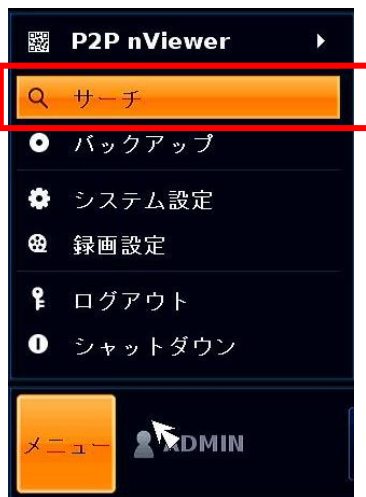 P2P nViewer
サーチ
バックアップ
システム設定
録画設定
ログアウト
シャットダウン
メニュー
ADMIN